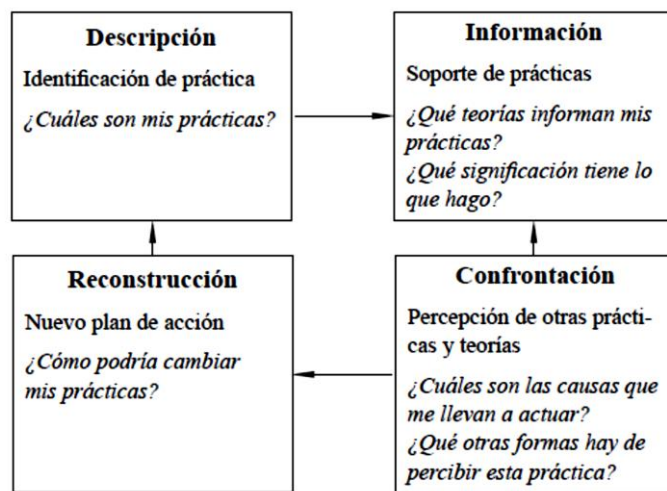 Descripción
Identificación de práctica
¿Cuáles son mis prácticas?
Información
Soporte de prácticas
¿Qué teorías informan mis
prácticas?
¿Qué significación tiene lo
que hago?
Reconstrucción
Nuevo plan de acción
¿Cómo podría cambiar
mis prácticas?
Confrontación
Percepción de otras prácti-
cas y teorías
¿Cuáles son las causas que
me llevan a actuar?
¿Qué otras formas hay de
percibir esta práctica?